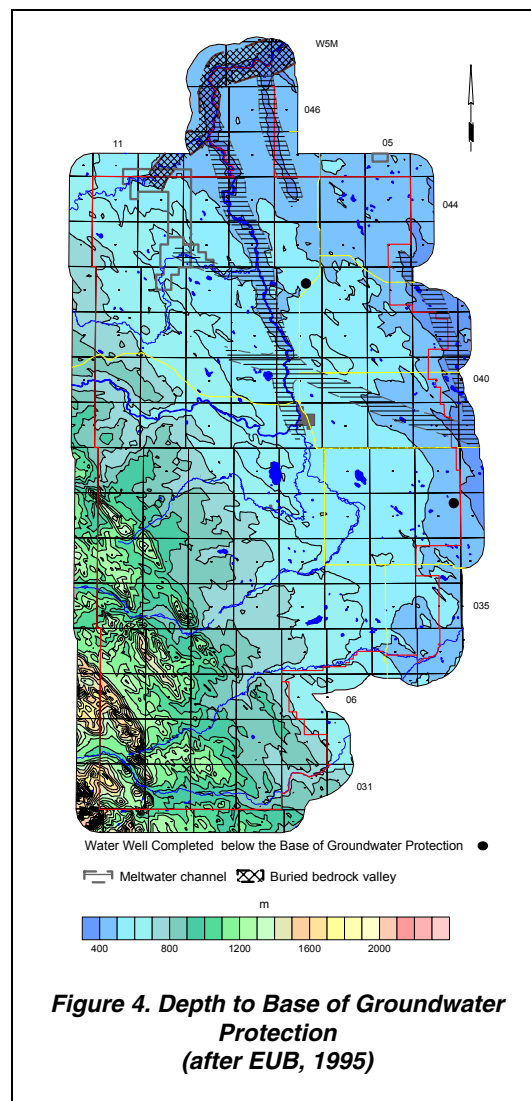 W5M
046
11
05
044
040
035
06
031
Water Well Completed below the Base of Groundwater Protection
Meltwater channel Buried bedrock valley
m
400 800 1200 1600 2000
Figure 4. Depth to Base of Groundwater
Protection
(after EUB, 1995)